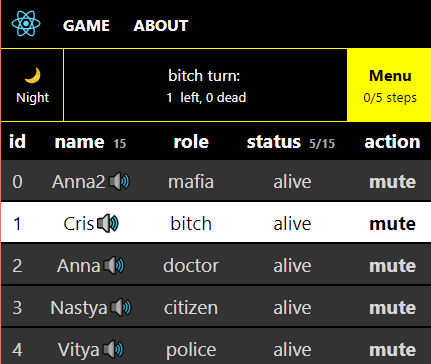 GAME ABOUT
Night
bitch turn:
1 left, 0 dead
Menu
0/5 steps
id name 15 role status 5/15 action
0 Anna2 mafia alive mute
1 Cris bitch alive mute
2 Anna doctor alive mute
3 Nastya citizen alive mute
4 Vitya police alive mute